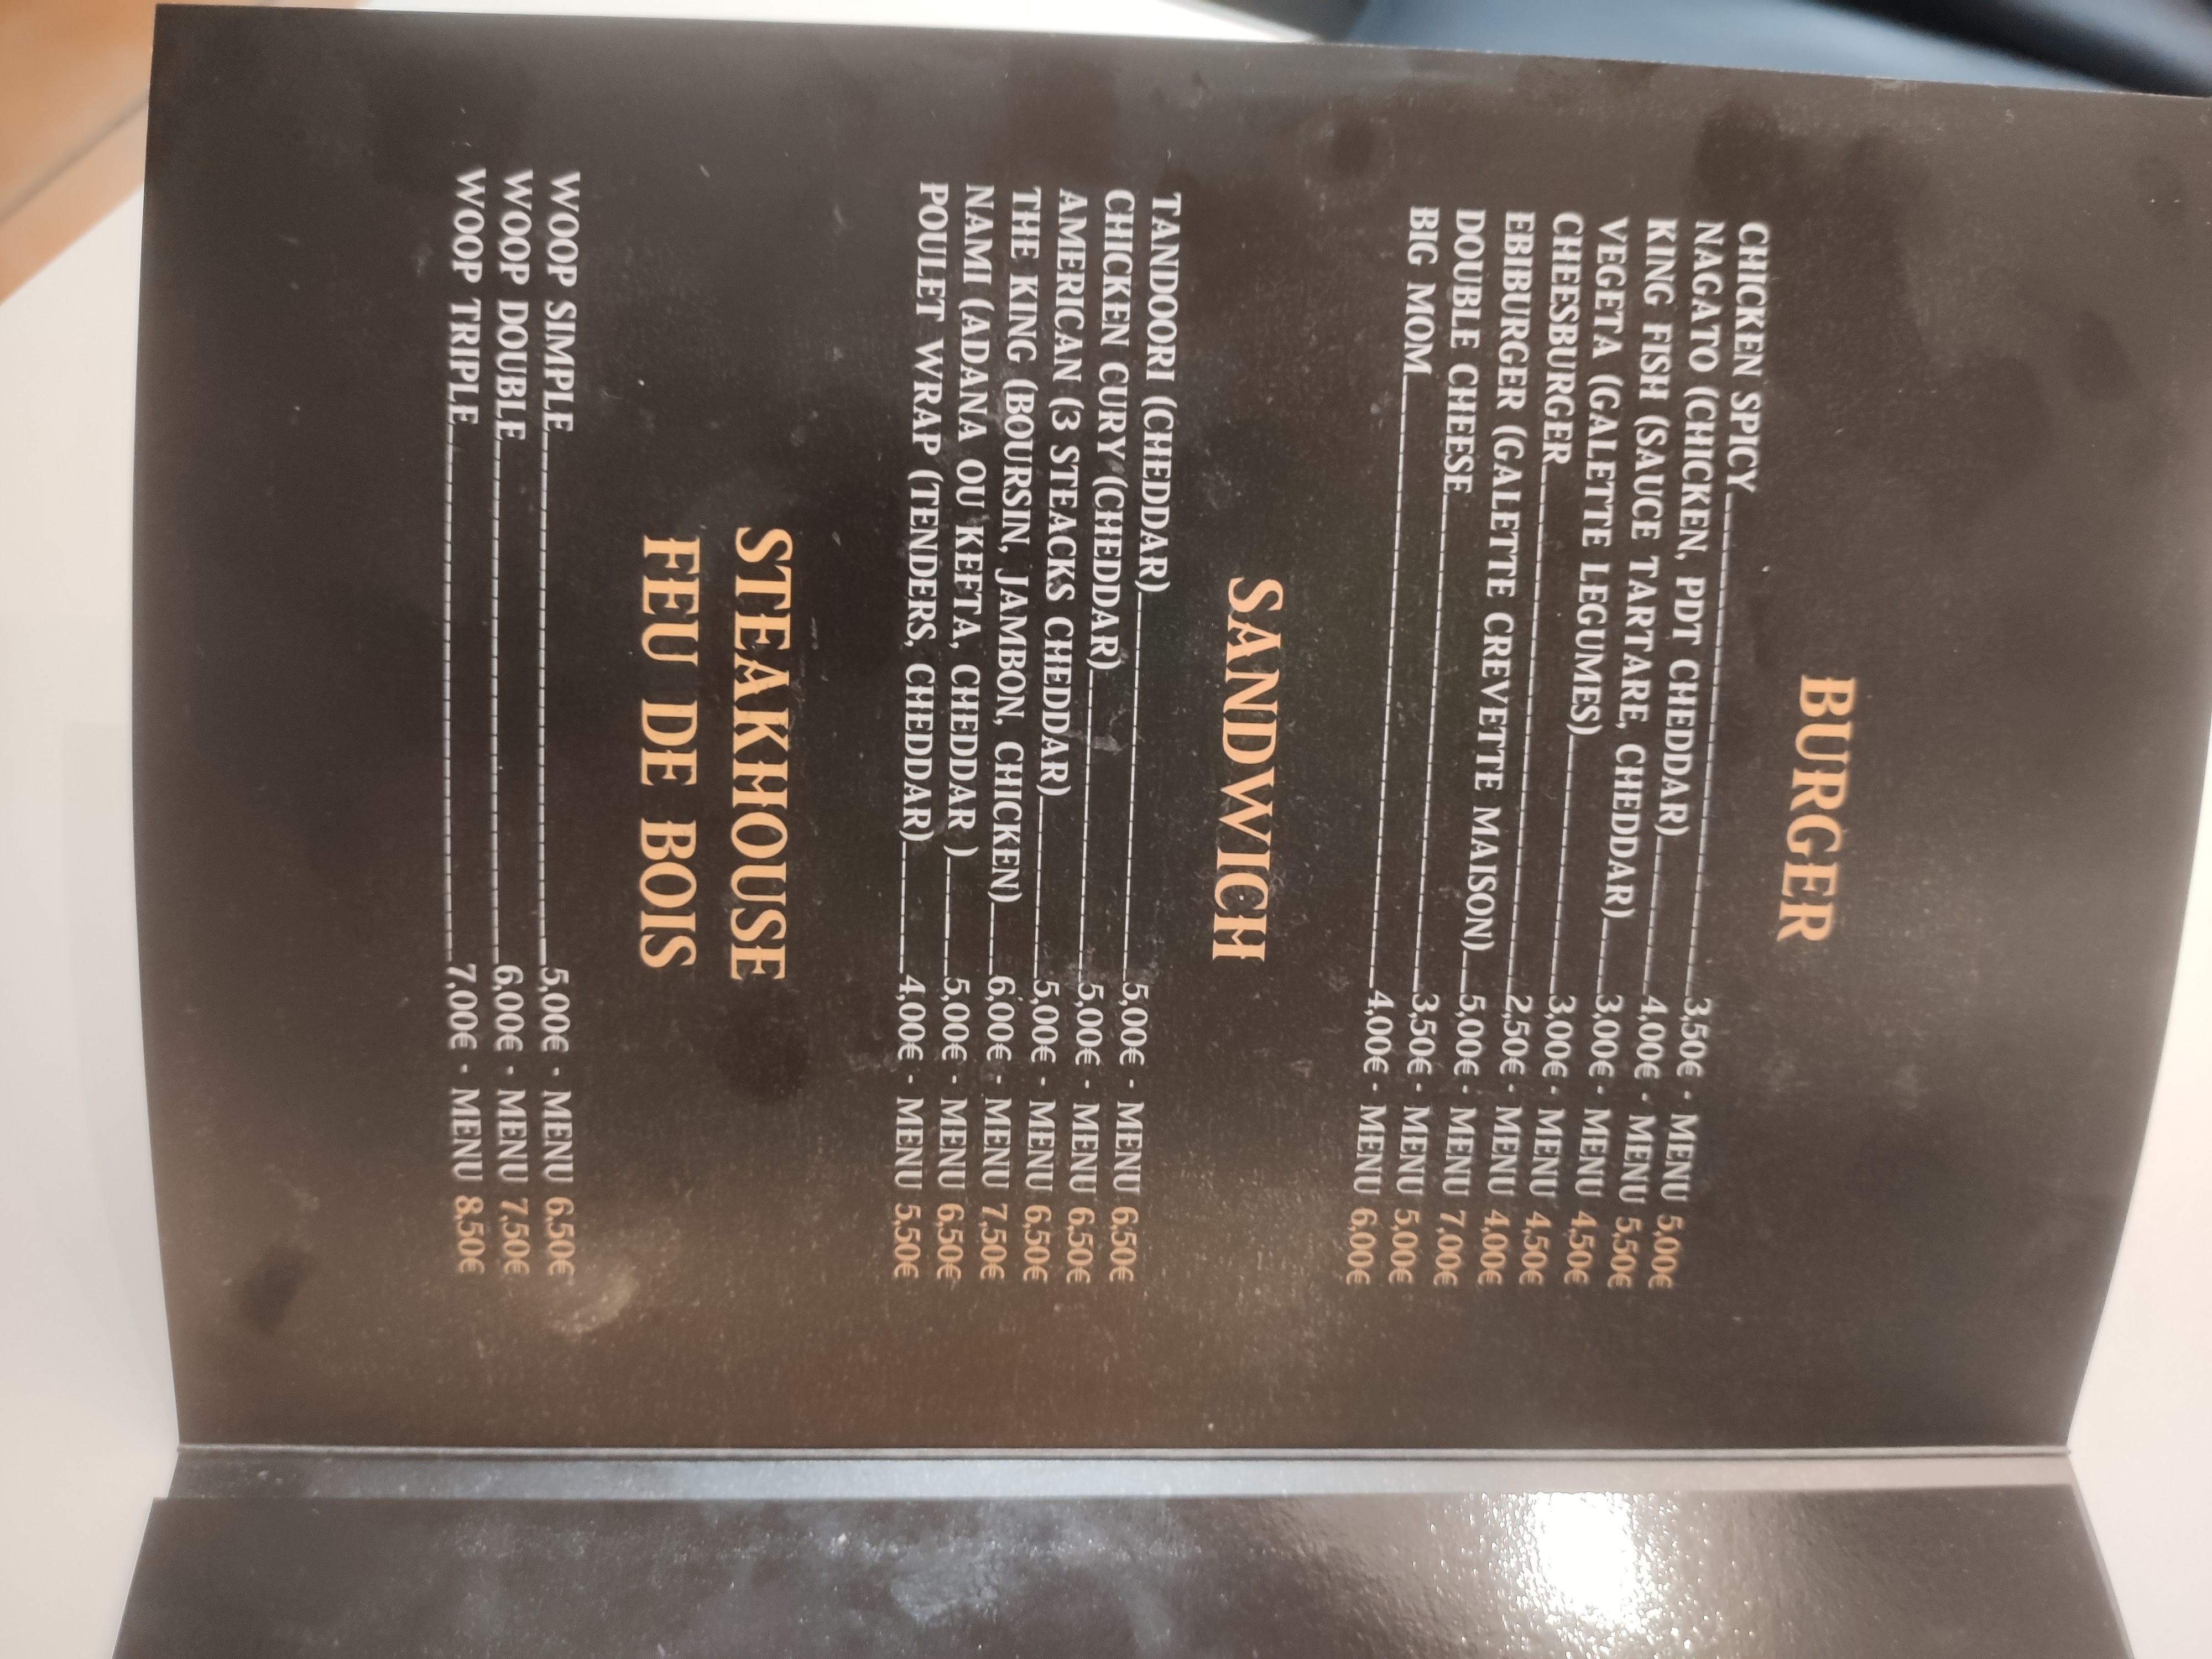 BURGER
CHICKEN SPICY 3,50€ - MENU 5,00€
NAGATO (CHICKEN, PDT CHEDDAR) 4,00€ - MENU 5,50€
KING FISH (SAUCE TARTARE, CHEDDAR) 3,00€ - MENU 4,50€
VEGETA (GALETTE LEGUMES) 3,00€ - MENU 4,50€
CHEESBURGER 2,50€ - MENU 4,00€
EBIBURGER (GALETTE CREVETTE MAISON) 5,00€ - MENU 7,00€
DOUBLE CHEESE 3,50€ - MENU 5,00€
BIG MOM 4,00€ - MENU 6,00€
SANDWICH
TANDOORI (CHEDDAR) 5,00€ - MENU 6,50€
CHICKEN CURY (CHEDDAR) 5,00€ - MENU 6,50€
AMERICAN (3 STEACKS CHEDDAR) 5,00€ - MENU 6,50€
THE KING (BOURSIN, JAMBON, CHICKEN) 6,00€ - MENU 7,50€
NAMI (ADANA OU KEFTA, CHEDDAR ) 5,00€ - MENU 6,50€
POULET WRAP (TENDERS, CHEDDAR) 4,00€ - MENU 5,50€
STEAKHOUSE
FEU DE BOIS
WOOP SIMPLE 5,00€ - MENU 6,50€
WOOP DOUBLE 6,00€ - MENU 7,50€
WOOP TRIPLE 7,00€ - MENU 8,50€